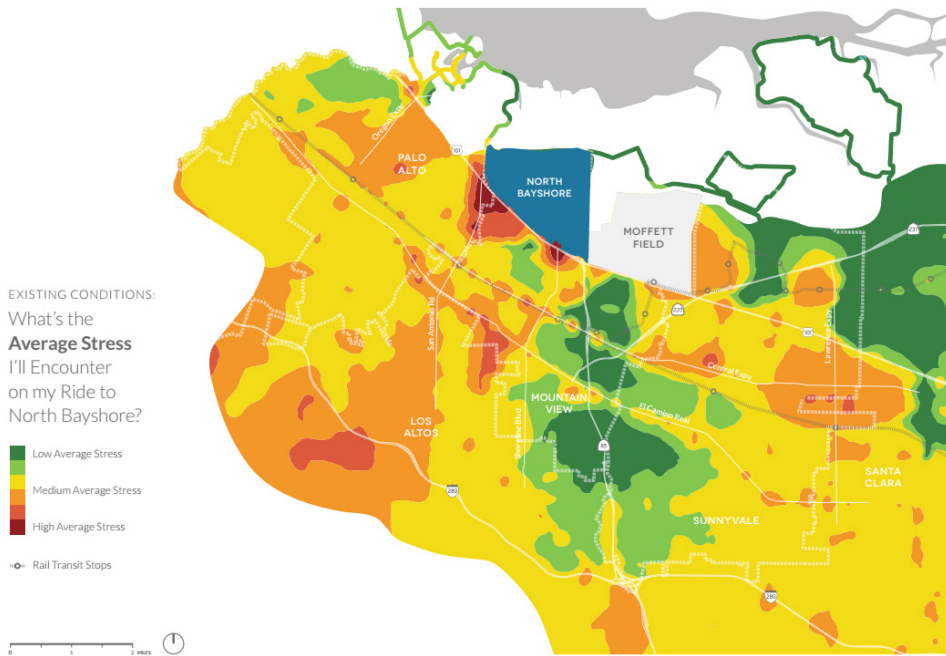 EXISTING CONDITIONS:
What's the
Average Stress
I'll Encounter
on my Ride to
North Bayshore?
Low Average Stress
Medium Average Stress
High Average Stress
Rail Transit Stops
0 1 2 MILES
Oregon Expy
PALO
ALTO
101
NORTH
BAYSHORE
MOFFETT
FIELD
237
237
101
San Antonio Rd
Lawrence Expy
Central Expy
MOUNTAIN
VIEW
El Camino Real
LOS
ALTOS
Shoreline Blvd
85
SANTA
CLARA
280
SUNNYVALE
280